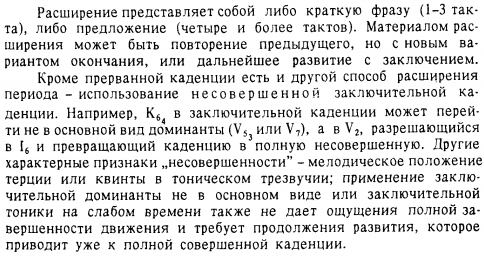 Расширение представляет собой либо краткую фразу (1-3 так-
та), либо предложение (четыре и более тактов). Материалом рас-
ширения может быть повторение предыдущего, но с новым ва-
риантом окончания, или дальнейшее развитие с заключением.
Кроме прерванной каденции есть и другой способ расширения
периода – использование несовершенной заключительной ка-
денции. Например, K₆₄ в заключительной каденции может перей-
ти не в основной вид доминанты (V₅₃ или V₇), а в V₂, разрешающийся
в I₆ и превращающий каденцию в полную несовершенную. Другие
характерные признаки „несовершенности” – мелодическое положение
терции или квинты в тоническом трезвучии; применение заклю-
чительной доминанты не в основном виде или заключительной
тоники на слабом времени также не дает ощущения полной за-
вершенности движения и требует продолжения развития, которое
приводит уже к полной совершенной каденции.